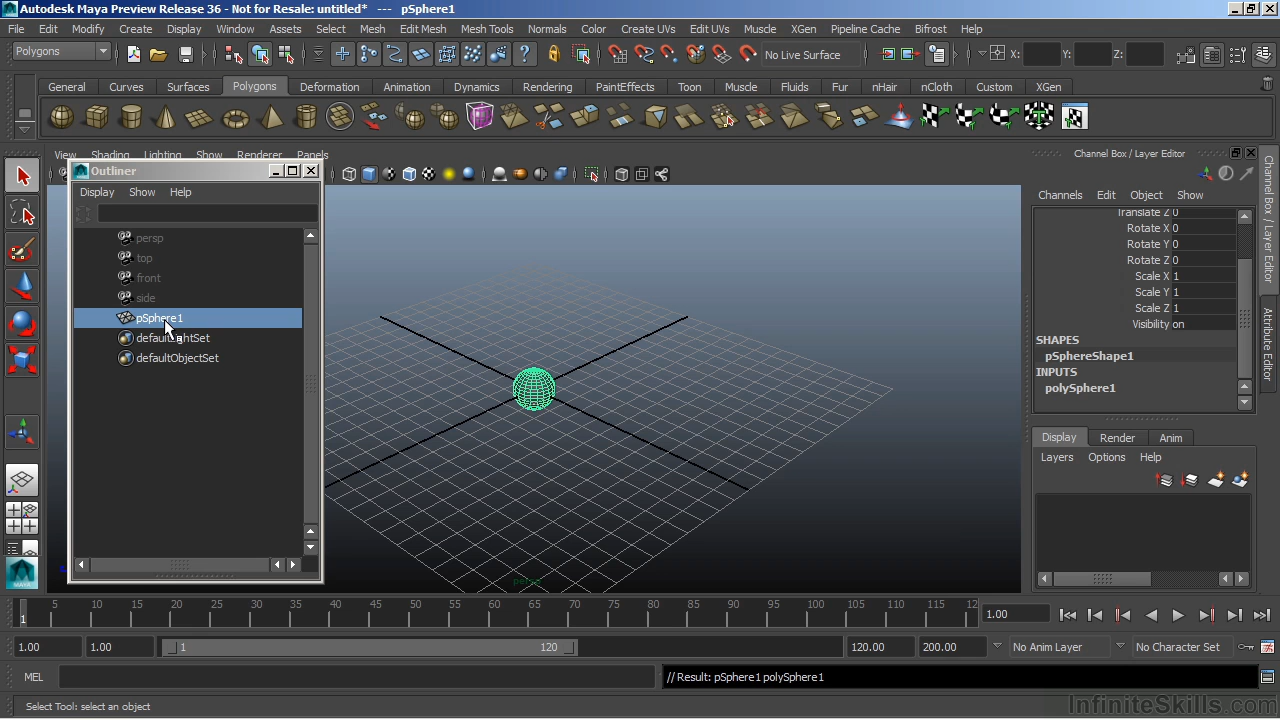 Autodesk Maya Preview Release 36 - Not for Resale: untitled*   ---   pSphere1
File Edit Modify Create Display Window Assets Select Mesh Edit Mesh Mesh Tools Normals Color Create UVs Edit UVs Muscle XGen Pipeline Cache Bifrost Help
Polygons No Live Surface X: Y: Z:
General Curves Surfaces Polygons Deformation Animation Dynamics Rendering PaintEffects Toon Muscle Fluids Fur nHair nCloth Custom XGen
View Shading Lighting Show Renderer Panels
Channel Box / Layer Editor
Outliner
Display Show Help
Channels Edit Object Show
persp
top
front
side
pSphere1
defaultLightSet
defaultObjectSet
Translate Z 0
Rotate X 0
Rotate Y 0
Rotate Z 0
Scale X 1
Scale Y 1
Scale Z 1
Visibility on
SHAPES
pSphereShape1
INPUTS
polySphere1
Channel Box / Layer Editor
Attribute Editor
Display Render Anim
Layers Options Help
persp
MAYA
1 5 10 15 20 25 30 35 40 45 50 55 60 65 70 75 80 85 90 95 100 105 110 115 12
1.00
1.00 1.00 1 120 120.00 200.00 No Anim Layer No Character Set
MEL // Result: pSphere1 polySphere1
Select Tool: select an object
InfiniteSkills.com